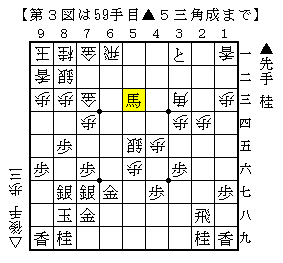 【第３図は59手目▲５三角成まで】
９ ８ ７ ６ ５ ４ ３ ２ １
玉 桂 金 飛 と 香 一
香 銀 二
歩 歩 金 馬 角 歩 三
歩 歩 歩 四
歩 銀 歩 五
歩 歩 歩 歩 六
銀 銀 金 歩 歩 七
玉 金 飛 八
香 桂 桂 香 九
▲先手 桂
△後手 歩三